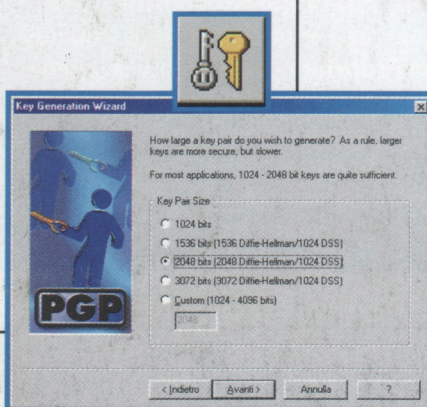 Key Generation Wizard
How large a key pair do you wish to generate? As a rule, larger
keys are more secure, but slower.
For most applications, 1024 - 2048 bit keys are quite sufficient.
Key Pair Size
1024 bits
1536 bits (1536 Diffie-Hellman/1024 DSS)
2048 bits (2048 Diffie-Hellman/1024 DSS)
3072 bits (3072 Diffie-Hellman/1024 DSS)
Custom (1024 - 4096 bits)
2048
PGP
< Indietro
Avanti >
Annulla
?